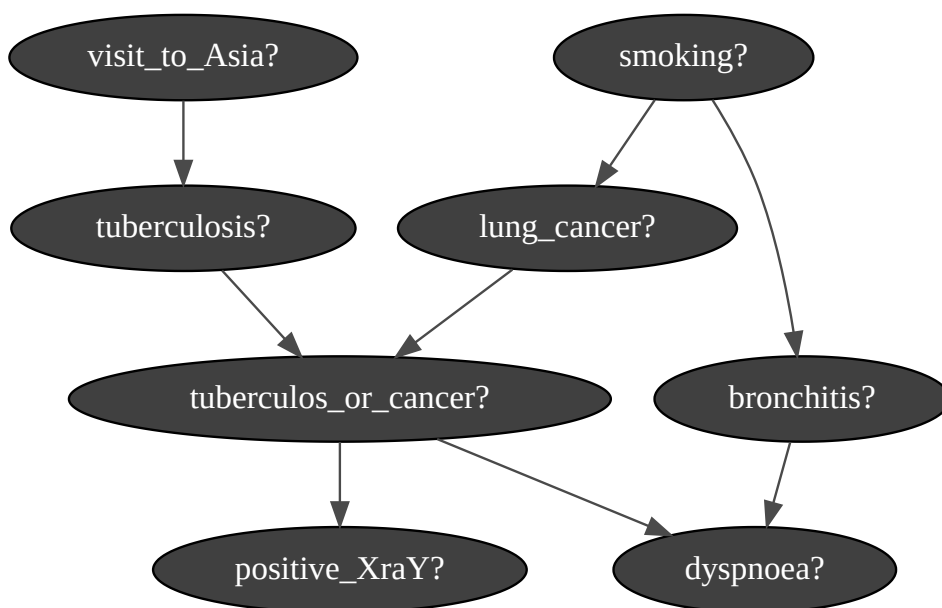 visit_to_Asia?
smoking?
tuberculosis?
lung_cancer?
tuberculos_or_cancer?
bronchitis?
positive_XraY?
dyspnoea?